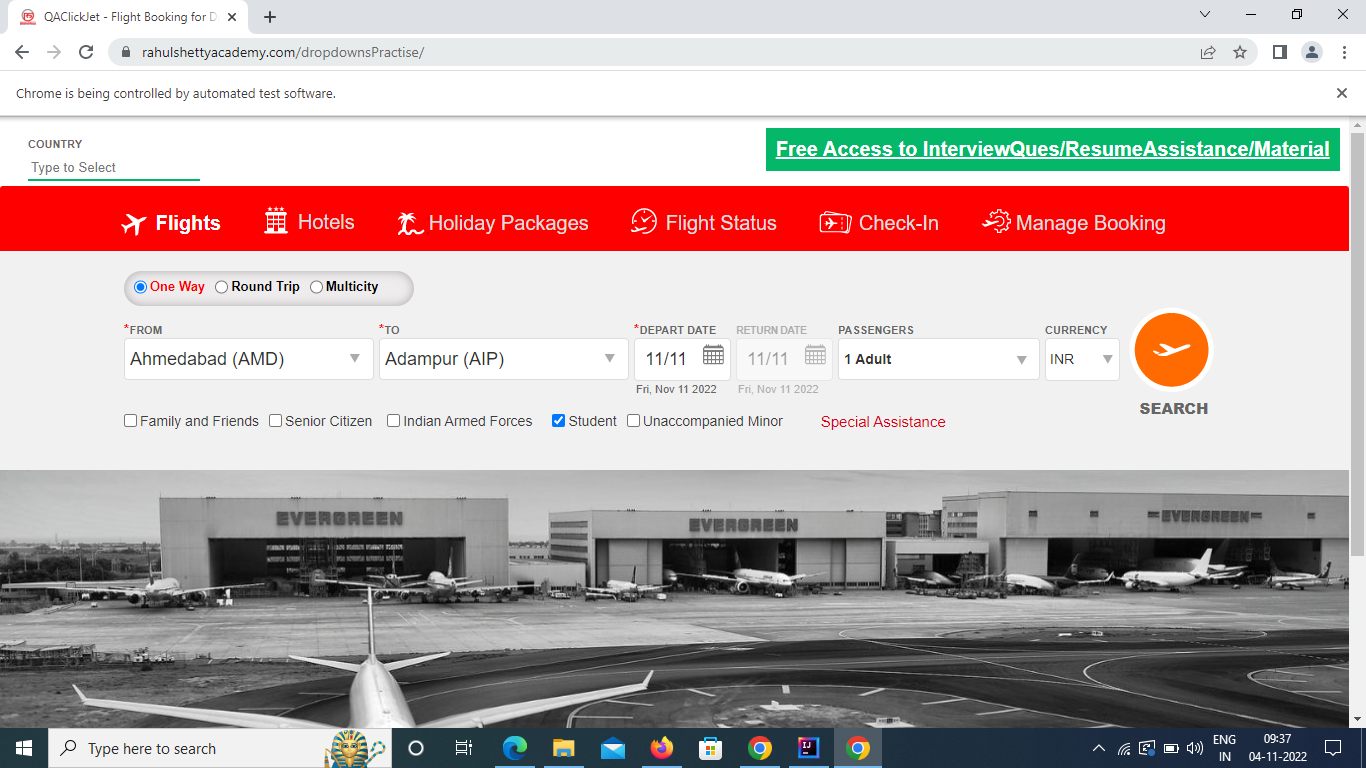 QAClickJet - Flight Booking for D
rahulshettyacademy.com/dropdownsPractise/
Chrome is being controlled by automated test software.
COUNTRY
Type to Select
Free Access to InterviewQues/ResumeAssistance/Material
Flights Hotels Holiday Packages Flight Status Check-In Manage Booking
One Way Round Trip Multicity
*FROM *TO *DEPART DATE RETURN DATE PASSENGERS CURRENCY
Ahmedabad (AMD) Adampur (AIP) 11/11 11/11 1 Adult INR
Fri, Nov 11 2022 Fri, Nov 11 2022
SEARCH
Family and Friends Senior Citizen Indian Armed Forces Student Unaccompanied Minor Special Assistance
EVERGREEN EVERGREEN EVERGREEN
Type here to search
ENG 09:37
IN 04-11-2022